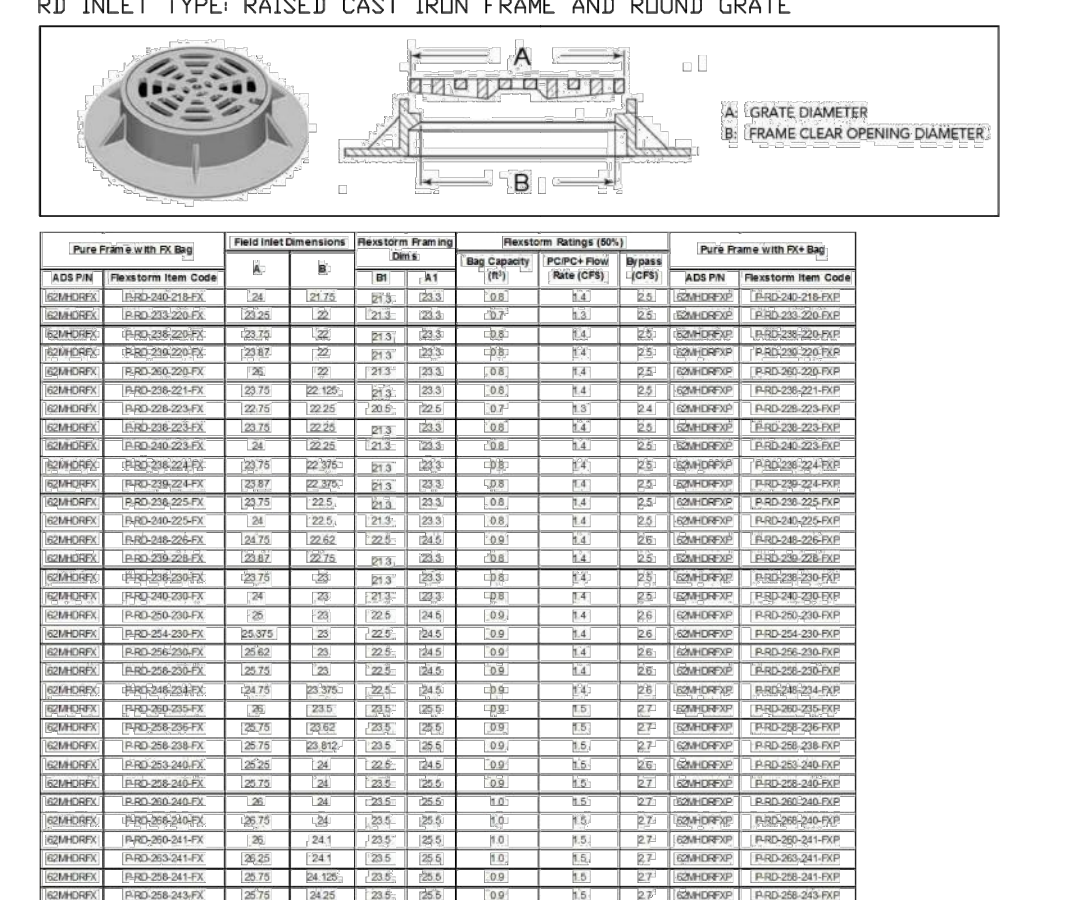 RD INLET TYPE: RAISED CAST IRON FRAME AND ROUND GRATE
A
A: GRATE DIAMETER
B: FRAME CLEAR OPENING DIAMETER
B
Pure Frame with FX Bag Field Inlet Dimensions Flexstorm Framing Dims Flexstorm Ratings (50%) Pure Frame with FX+ Bag
ADS P/N Flexstorm Item Code A B B1 A1 Bag Capacity (ft³) PC/PC+ Flow Rate (CFS) Bypass (CFS) ADS P/N Flexstorm Item Code
62MHDRFX P-RD-240-218-FX 24 21.75 21.3 23.3 0.8 1.4 2.5 62MHDRFXP P-RD-240-218-FXP
62MHDRFX P-RD-233-220-FX 23.25 22 21.3 23.3 0.7 1.3 2.5 62MHDRFXP P-RD-233-220-FXP
62MHDRFX P-RD-238-220-FX 23.75 22 21.3 23.3 0.8 1.4 2.5 62MHDRFXP P-RD-238-220-FXP
62MHDRFX P-RD-239-220-FX 23.87 22 21.3 23.3 0.8 1.4 2.5 62MHDRFXP P-RD-239-220-FXP
62MHDRFX P-RD-260-220-FX 26 22 21.3 23.3 0.8 1.4 2.5 62MHDRFXP P-RD-260-220-FXP
62MHDRFX P-RD-238-221-FX 23.75 22.125 21.3 23.3 0.8 1.4 2.5 62MHDRFXP P-RD-238-221-FXP
62MHDRFX P-RD-228-223-FX 22.75 22.25 20.5 22.5 0.7 1.3 2.4 62MHDRFXP P-RD-228-223-FXP
62MHDRFX P-RD-238-223-FX 23.75 22.25 21.3 23.3 0.8 1.4 2.5 62MHDRFXP P-RD-238-223-FXP
62MHDRFX P-RD-240-223-FX 24 22.25 21.3 23.3 0.8 1.4 2.5 62MHDRFXP P-RD-240-223-FXP
62MHDRFX P-RD-238-224-FX 23.75 22.375 21.3 23.3 0.8 1.4 2.5 62MHDRFXP P-RD-238-224-FXP
62MHDRFX P-RD-239-224-FX 23.87 22.375 21.3 23.3 0.8 1.4 2.5 62MHDRFXP P-RD-239-224-FXP
62MHDRFX P-RD-238-225-FX 23.75 22.5 21.3 23.3 0.8 1.4 2.5 62MHDRFXP P-RD-238-225-FXP
62MHDRFX P-RD-240-225-FX 24 22.5 21.3 23.3 0.8 1.4 2.5 62MHDRFXP P-RD-240-225-FXP
62MHDRFX P-RD-248-226-FX 24.75 22.62 22.5 24.5 0.9 1.4 2.6 62MHDRFXP P-RD-248-226-FXP
62MHDRFX P-RD-239-228-FX 23.87 22.75 21.3 23.3 0.8 1.4 2.5 62MHDRFXP P-RD-239-228-FXP
62MHDRFX P-RD-238-230-FX 23.75 23 21.3 23.3 0.8 1.4 2.5 62MHDRFXP P-RD-238-230-FXP
62MHDRFX P-RD-240-230-FX 24 23 21.3 23.3 0.8 1.4 2.5 62MHDRFXP P-RD-240-230-FXP
62MHDRFX P-RD-250-230-FX 25 23 22.5 24.5 0.9 1.4 2.6 62MHDRFXP P-RD-250-230-FXP
62MHDRFX P-RD-254-230-FX 25.375 23 22.5 24.5 0.9 1.4 2.6 62MHDRFXP P-RD-254-230-FXP
62MHDRFX P-RD-256-230-FX 25.62 23 22.5 24.5 0.9 1.4 2.6 62MHDRFXP P-RD-256-230-FXP
62MHDRFX P-RD-258-230-FX 25.75 23 22.5 24.5 0.9 1.4 2.6 62MHDRFXP P-RD-258-230-FXP
62MHDRFX P-RD-248-234-FX 24.75 23.375 22.5 24.5 0.9 1.4 2.6 62MHDRFXP P-RD-248-234-FXP
62MHDRFX P-RD-260-235-FX 26 23.5 23.5 25.5 0.9 1.5 2.7 62MHDRFXP P-RD-260-235-FXP
62MHDRFX P-RD-258-236-FX 25.75 23.62 23.5 25.5 0.9 1.5 2.7 62MHDRFXP P-RD-258-236-FXP
62MHDRFX P-RD-258-238-FX 25.75 23.812 23.5 25.5 0.9 1.5 2.7 62MHDRFXP P-RD-258-238-FXP
62MHDRFX P-RD-253-240-FX 25.25 24 22.5 24.5 0.9 1.5 2.6 62MHDRFXP P-RD-253-240-FXP
62MHDRFX P-RD-258-240-FX 25.75 24 23.5 25.5 0.9 1.5 2.7 62MHDRFXP P-RD-258-240-FXP
62MHDRFX P-RD-260-240-FX 26 24 23.5 25.5 1.0 1.5 2.7 62MHDRFXP P-RD-260-240-FXP
62MHDRFX P-RD-268-240-FX 26.75 24 23.5 25.5 1.0 1.5 2.7 62MHDRFXP P-RD-268-240-FXP
62MHDRFX P-RD-260-241-FX 26 24.1 23.5 25.5 1.0 1.5 2.7 62MHDRFXP P-RD-260-241-FXP
62MHDRFX P-RD-263-241-FX 26.25 24.1 23.5 25.5 1.0 1.5 2.7 62MHDRFXP P-RD-263-241-FXP
62MHDRFX P-RD-258-241-FX 25.75 24.125 23.5 25.5 0.9 1.5 2.7 62MHDRFXP P-RD-258-241-FXP
62MHDRFX P-RD-258-243-FX 25.75 24.25 23.5 25.5 0.9 1.5 2.7 62MHDRFXP P-RD-258-243-FXP